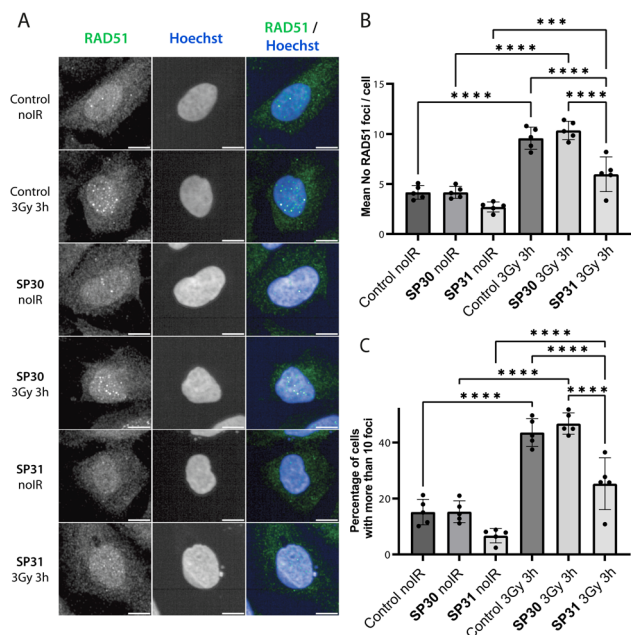 A
RAD51
Hoechst
RAD51 /
Hoechst
Control
noIR
Control
3Gy 3h
SP30
noIR
SP30
3Gy 3h
SP31
noIR
SP31
3Gy 3h
B
Mean No RAD51 foci / cell
15
10
5
0
* * *
* * * *
* * * *
* * * *
* * * *
Control noIR
SP30 noIR
SP31 noIR
Control 3Gy 3h
SP30 3Gy 3h
SP31 3Gy 3h
C
Percentage of cells
with more than 10 foci
40
20
0
* * * *
* * * *
* * * *
* * * *
* * * *
Control noIR
SP30 noIR
SP31 noIR
Control 3Gy 3h
SP30 3Gy 3h
SP31 3Gy 3h